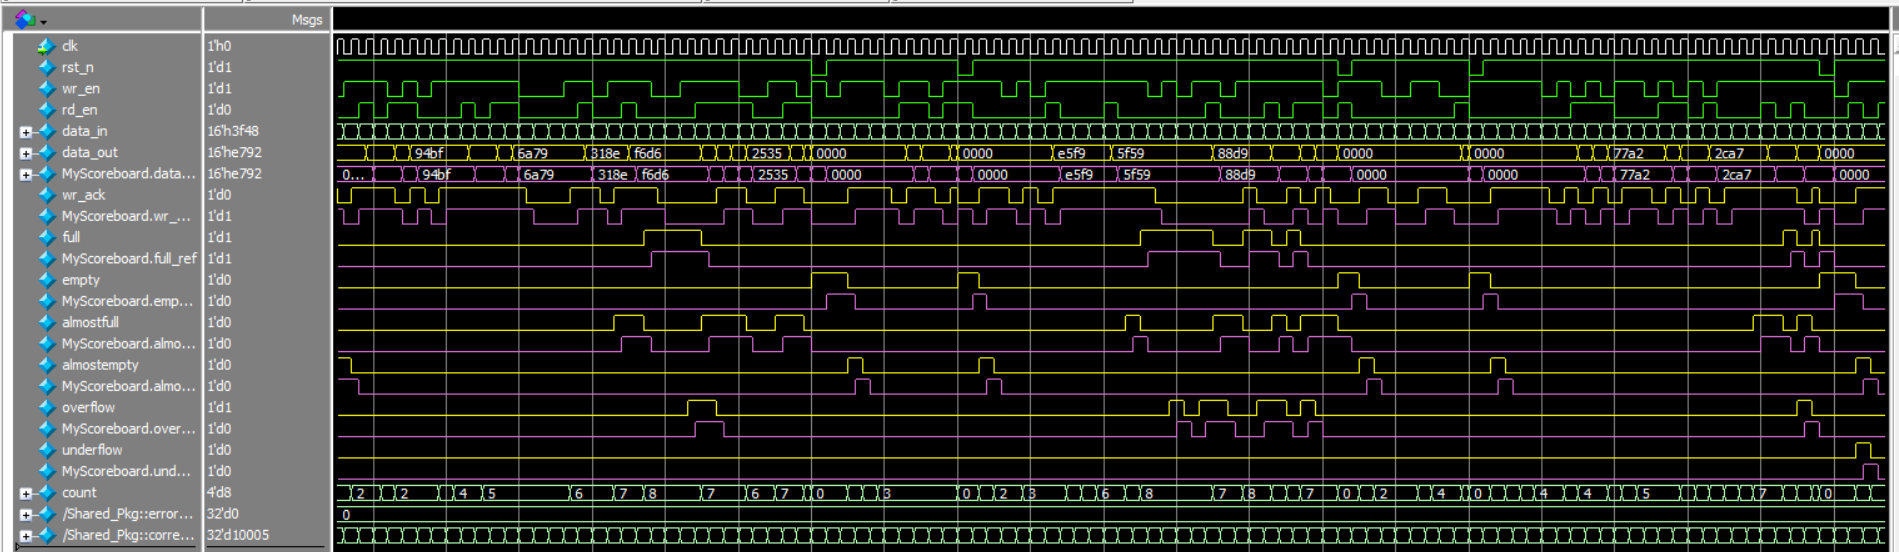 Msgs
clk 1'h0
rst_n 1'd1
wr_en 1'd1
rd_en 1'd0
data_in 16'h3f48
data_out 16'he792 94bf 6a79 318e f6d6 2535 0000 0000 e5f9 5f59 88d9 0000 0000 77a2 2ca7 0000
MyScoreboard.data... 16'he792 0... 94bf 6a79 318e f6d6 2535 0000 0000 e5f9 5f59 88d9 0000 0000 77a2 2ca7 0000
wr_ack 1'd0
MyScoreboard.wr_... 1'd1
full 1'd1
MyScoreboard.full_ref 1'd1
empty 1'd0
MyScoreboard.emp... 1'd0
almostfull 1'd0
MyScoreboard.almo... 1'd0
almostempty 1'd0
MyScoreboard.almo... 1'd0
overflow 1'd1
MyScoreboard.over... 1'd0
underflow 1'd0
MyScoreboard.und... 1'd0
count 4'd8 2 2 4 5 6 7 8 7 6 7 0 3 0 2 3 6 8 7 8 7 0 2 4 0 4 4 5 7 0
/Shared_Pkg::error... 32'd0 0
/Shared_Pkg::corre... 32'd10005